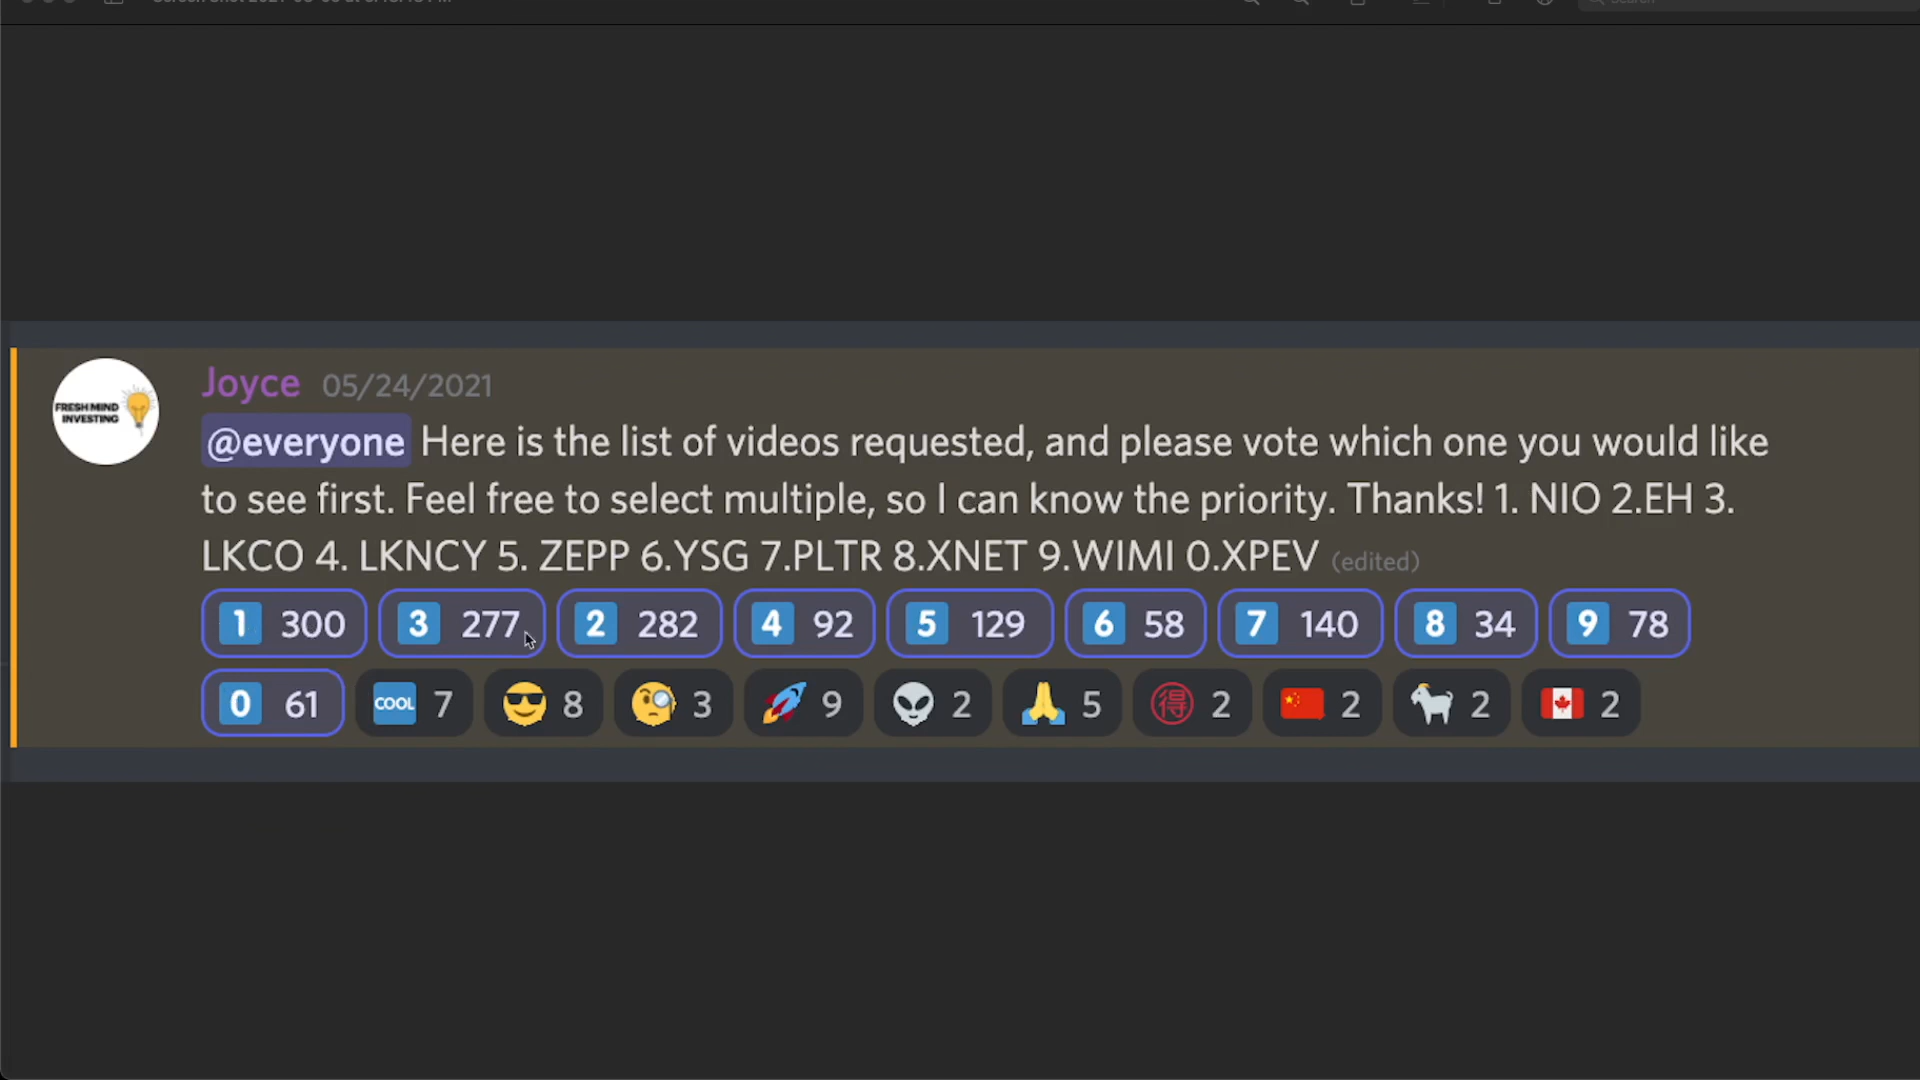 Search
FRESH MIND
INVESTING
Joyce 05/24/2021
@everyone Here is the list of videos requested, and please vote which one you would like
to see first. Feel free to select multiple, so I can know the priority. Thanks! 1. NIO 2.EH 3.
LKCO 4. LKNCY 5. ZEPP 6.YSG 7.PLTR 8.XNET 9.WIMI 0.XPEV (edited)
1 300 3 277 2 282 4 92 5 129 6 58 7 140 8 34 9 78
0 61 COOL 7 8 3 9 2 5 得 2 2 2 2